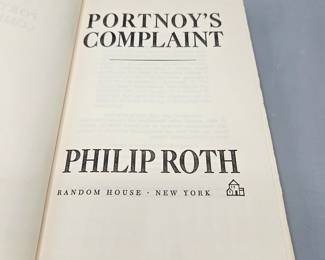 PORTNOY'S
COMPLAINT
PHILIP ROTH
RANDOM HOUSE · NEW YORK